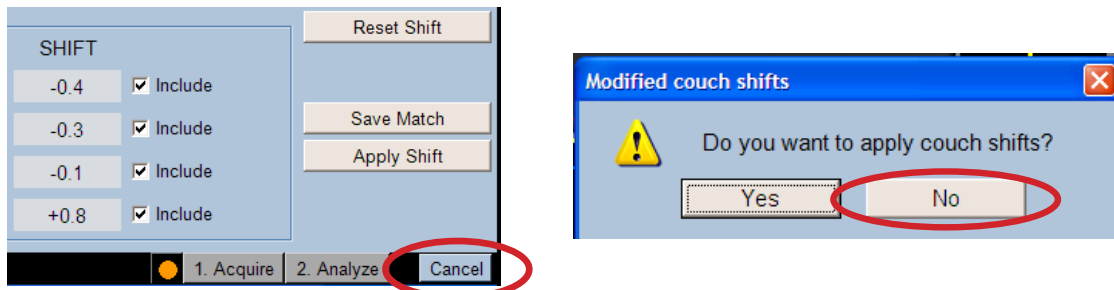 Reset Shift
SHIFT
-0.4 Include
-0.3 Include
Save Match
-0.1 Include
Apply Shift
+0.8 Include
1. Acquire 2. Analyze Cancel
Modified couch shifts
Do you want to apply couch shifts?
Yes No